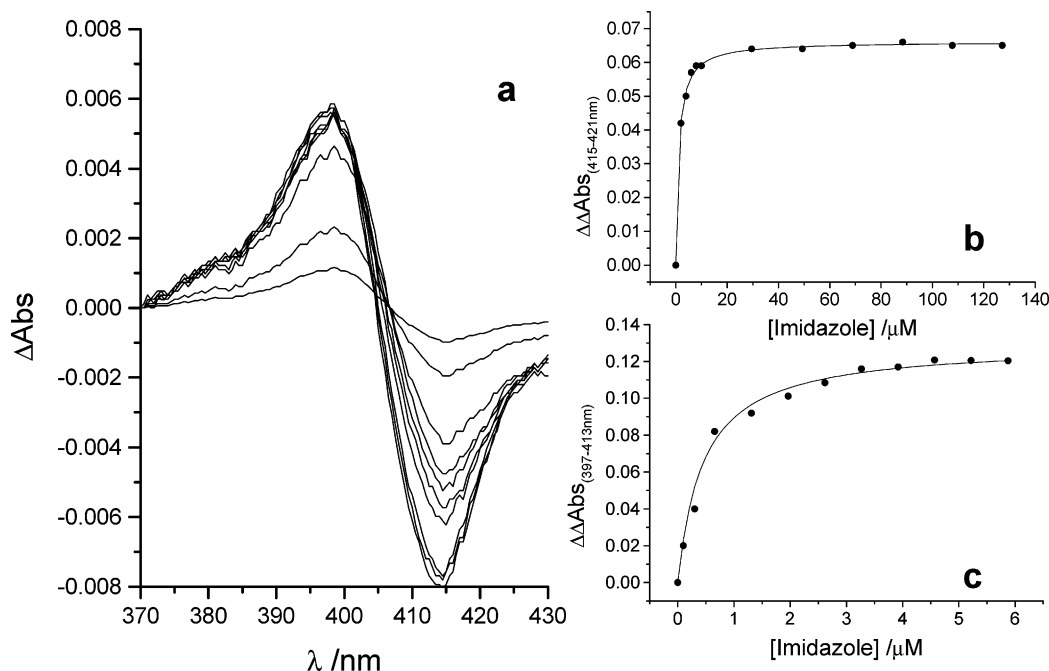 0.008
0.006
0.004
0.002
0.000
-0.002
-0.004
-0.006
-0.008
ΔAbs
370 380 390 400 410 420 430
λ /nm
a
0.07
0.06
0.05
0.04
0.03
0.02
0.01
0.00
ΔΔAbs(415-421nm)
0 20 40 60 80 100 120 140
[Imidazole] /μM
b
0.14
0.12
0.10
0.08
0.06
0.04
0.02
0.00
ΔΔAbs(397-413nm)
0 1 2 3 4 5 6
[Imidazole] /μM
c